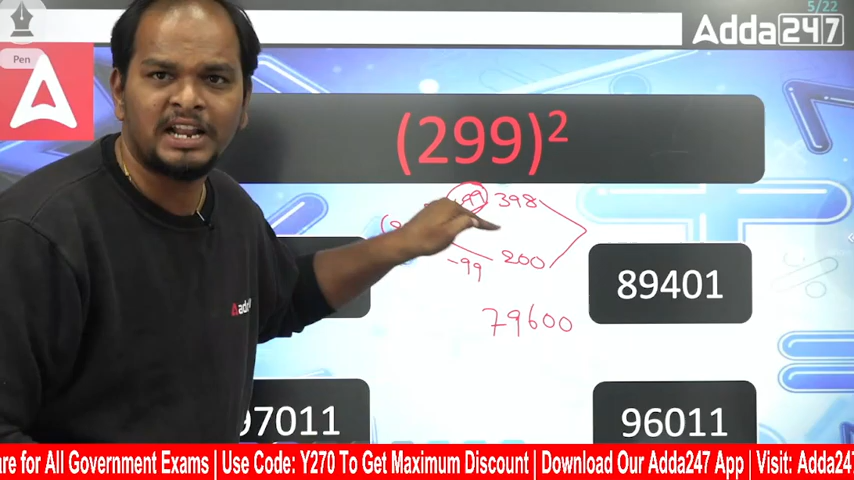 5/22
Pen
Adda247
(299)²
+99 398
-99 200
79600
89401
97011
96011
are for All Government Exams | Use Code: Y270 To Get Maximum Discount | Download Our Adda247 App | Visit: Adda247